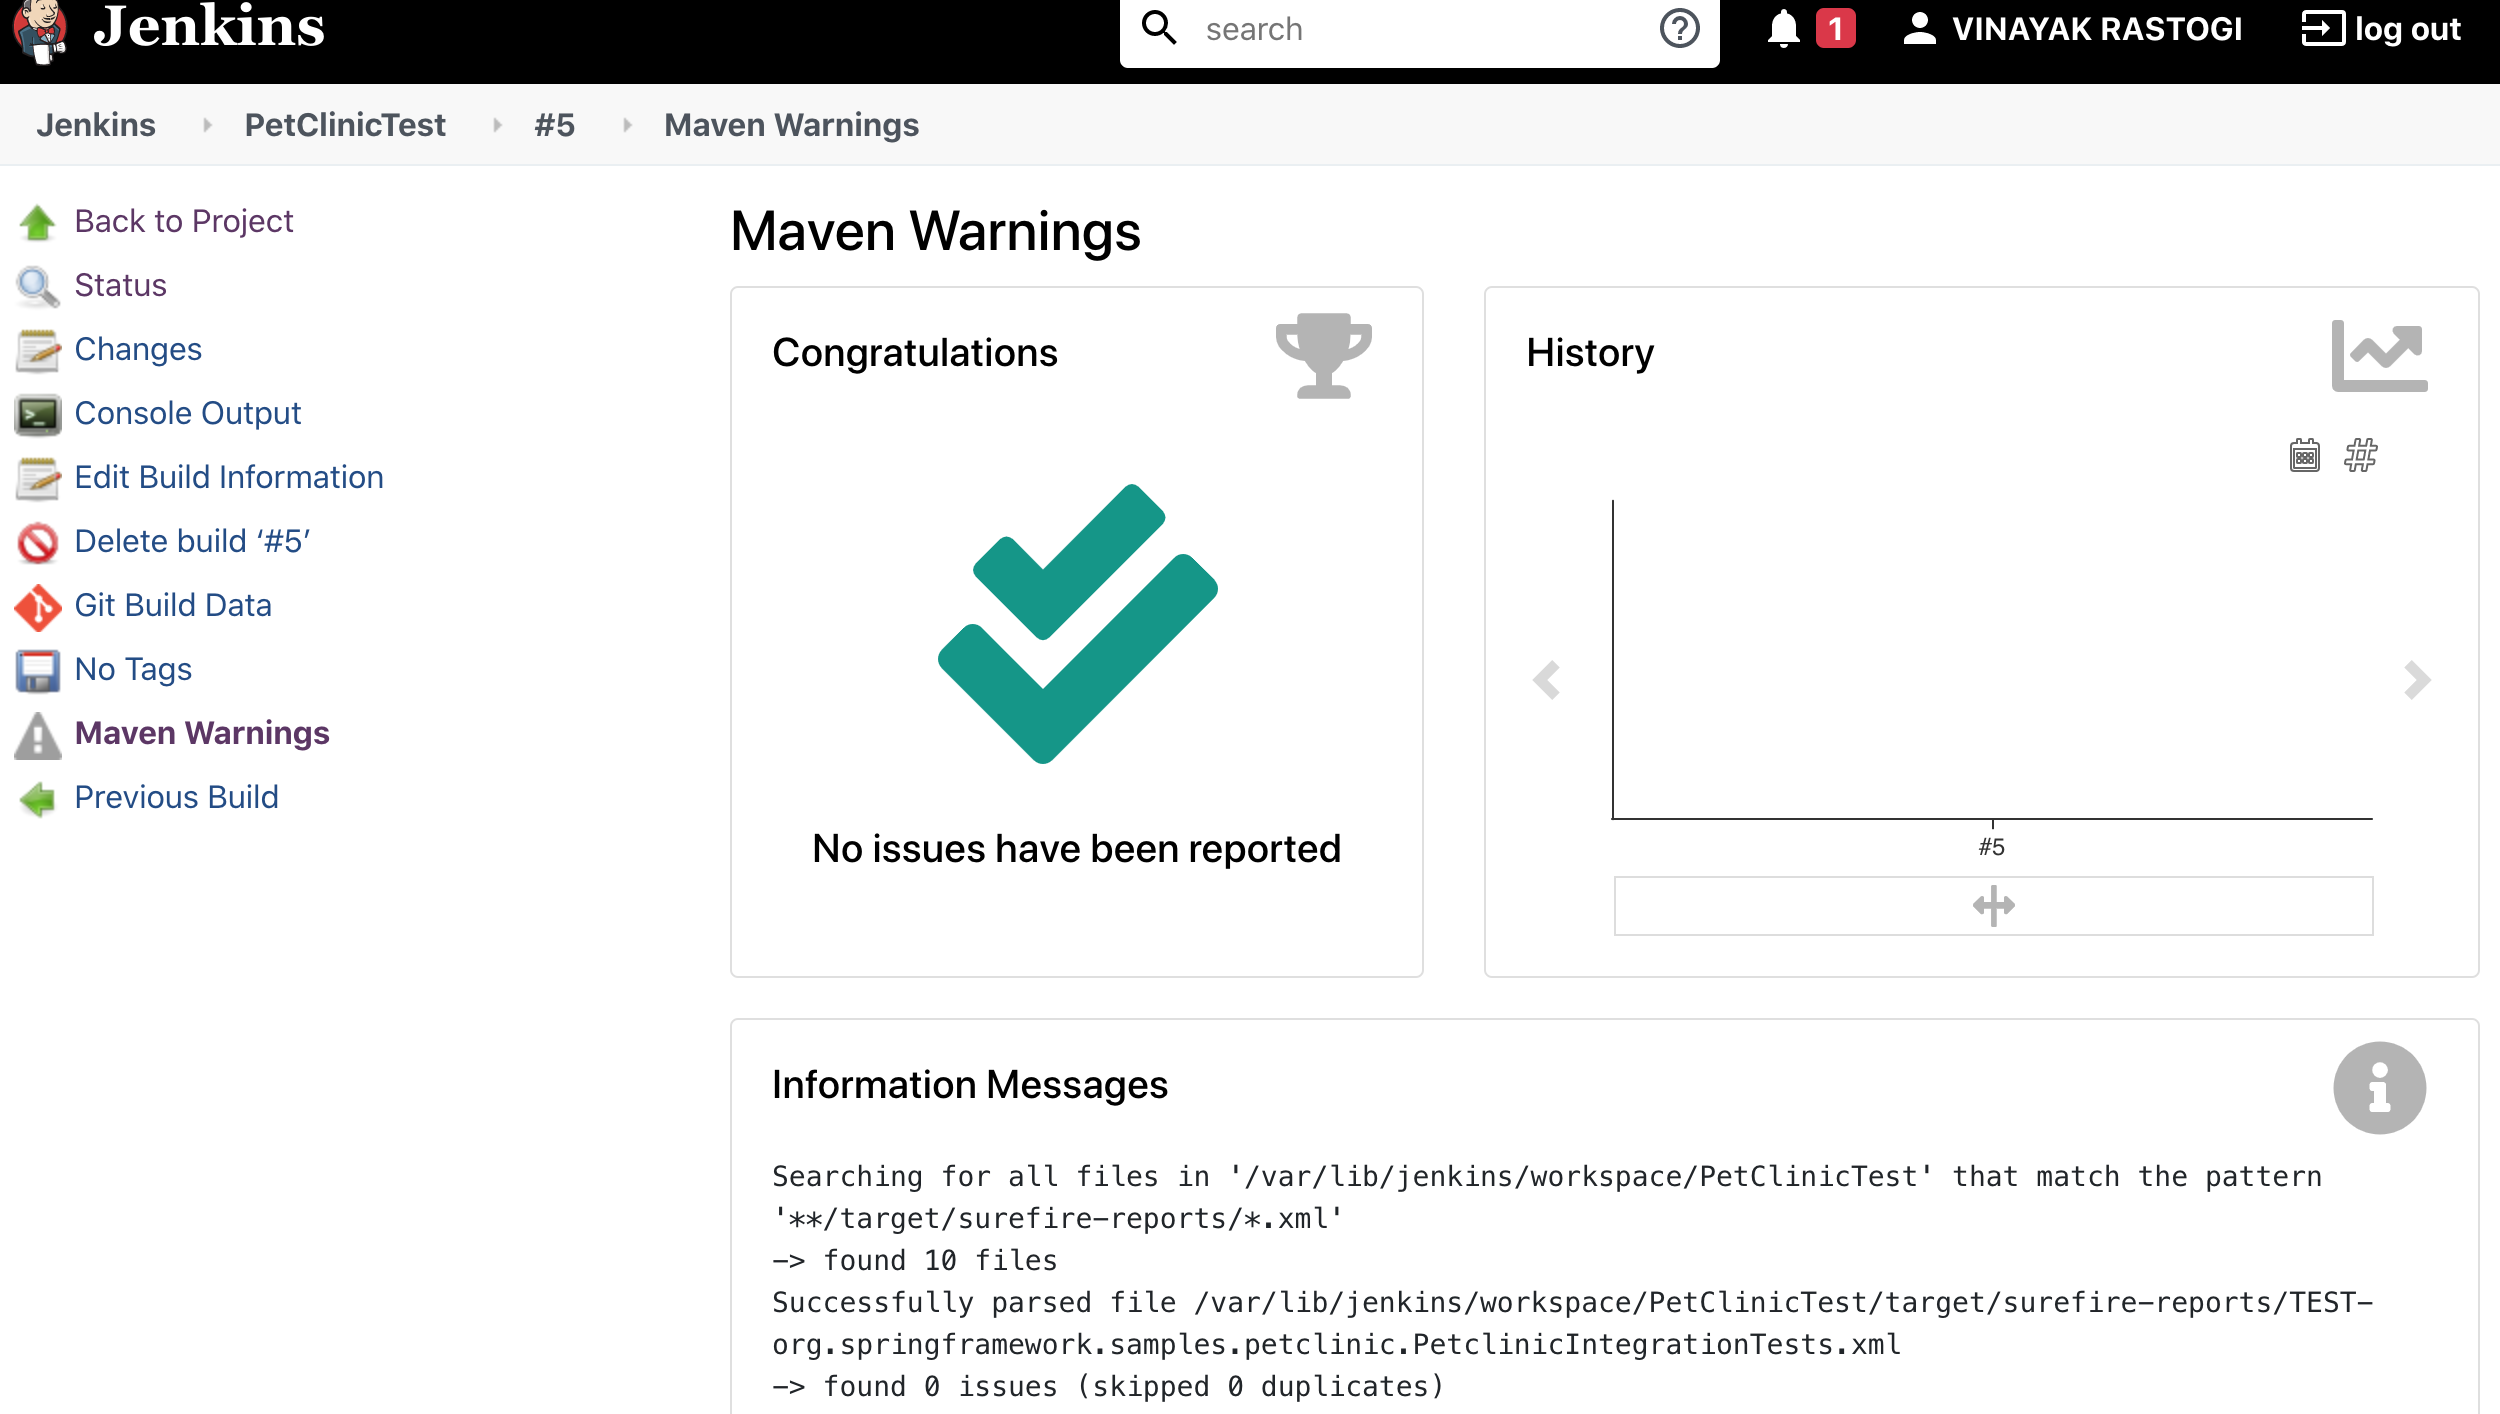 Jenkins
search
1
VINAYAK RASTOGI
log out
Jenkins
PetClinicTest
#5
Maven Warnings
Back to Project
Status
Changes
Console Output
Edit Build Information
Delete build ‘#5’
Git Build Data
No Tags
Maven Warnings
Previous Build
Maven Warnings
Congratulations
No issues have been reported
History
#5
Information Messages
Searching for all files in '/var/lib/jenkins/workspace/PetClinicTest' that match the pattern
'**/target/surefire-reports/*.xml'
-> found 10 files
Successfully parsed file /var/lib/jenkins/workspace/PetClinicTest/target/surefire-reports/TEST-
org.springframework.samples.petclinic.PetclinicIntegrationTests.xml
-> found 0 issues (skipped 0 duplicates)